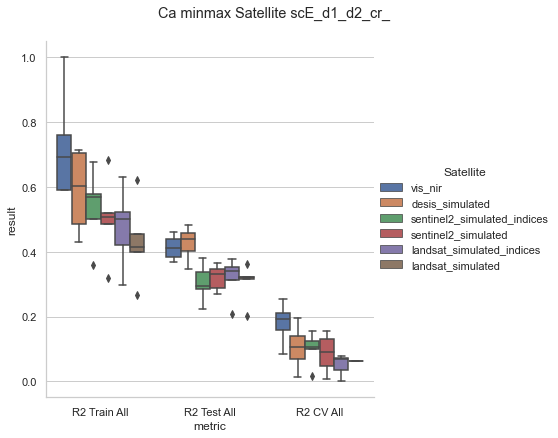 Ca minmax Satellite scE_d1_d2_cr_
1.0
0.8
0.6
0.4
0.2
0.0
result
R2 Train All
R2 Test All
R2 CV All
metric
Satellite
vis_nir
desis_simulated
sentinel2_simulated_indices
sentinel2_simulated
landsat_simulated_indices
landsat_simulated